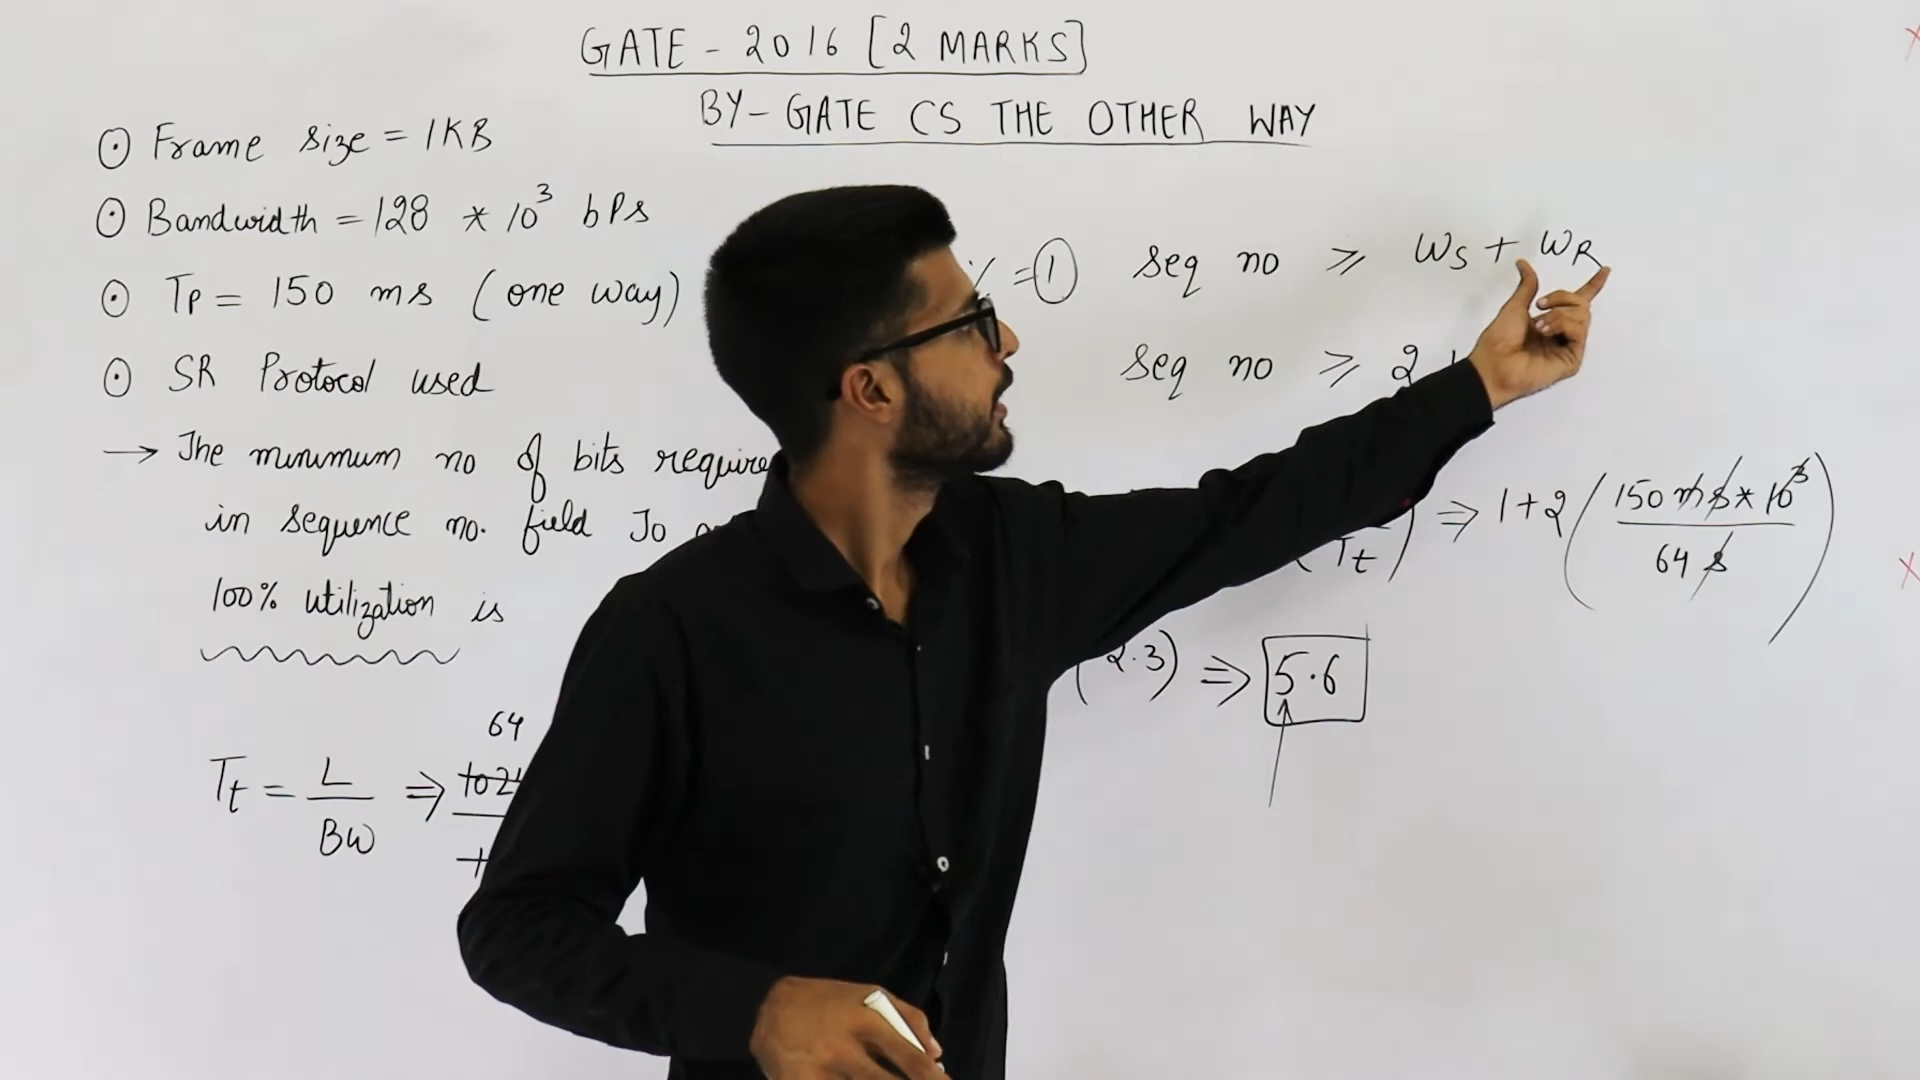 GATE - 2016 [2 MARKS]
BY - GATE CS THE OTHER WAY
⊙ Frame size = 1KB
⊙ Bandwidth = 128 * 10³ bps
⊙ Tp = 150 ms (one way)
⊙ SR Protocol used
→ The minimum no of bits require
in sequence no. field To
100% utilization is
Tt = L / BW ⇒
64
% = 1
seq no ≥ Ws + WR
seq no ≥ 2
Tt ) ⇒ 1+2 ( 150 ms * 10³ / 64 s )
2.3) ⇒ 5.6